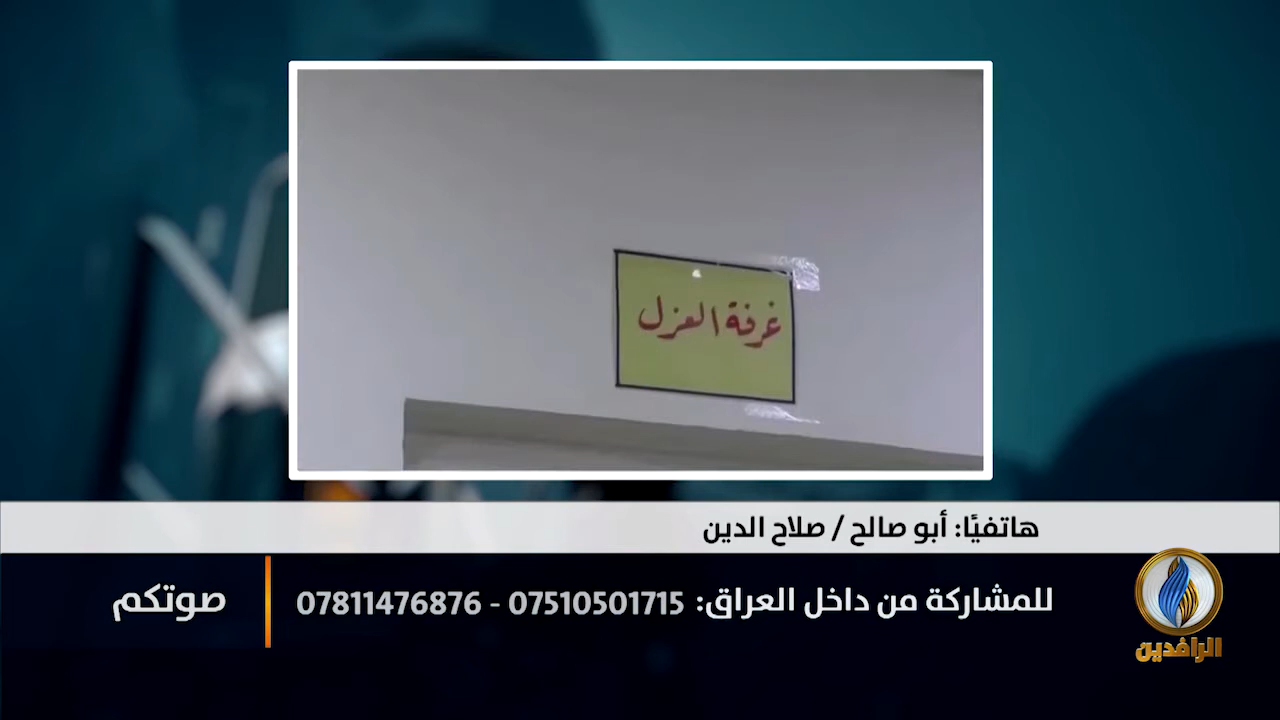 غرفة العزل
هاتفيًا: أبو صالح / صلاح الدين
للمشاركة من داخل العراق: 07510501715 - 07811476876
صوتكم
الرافدين